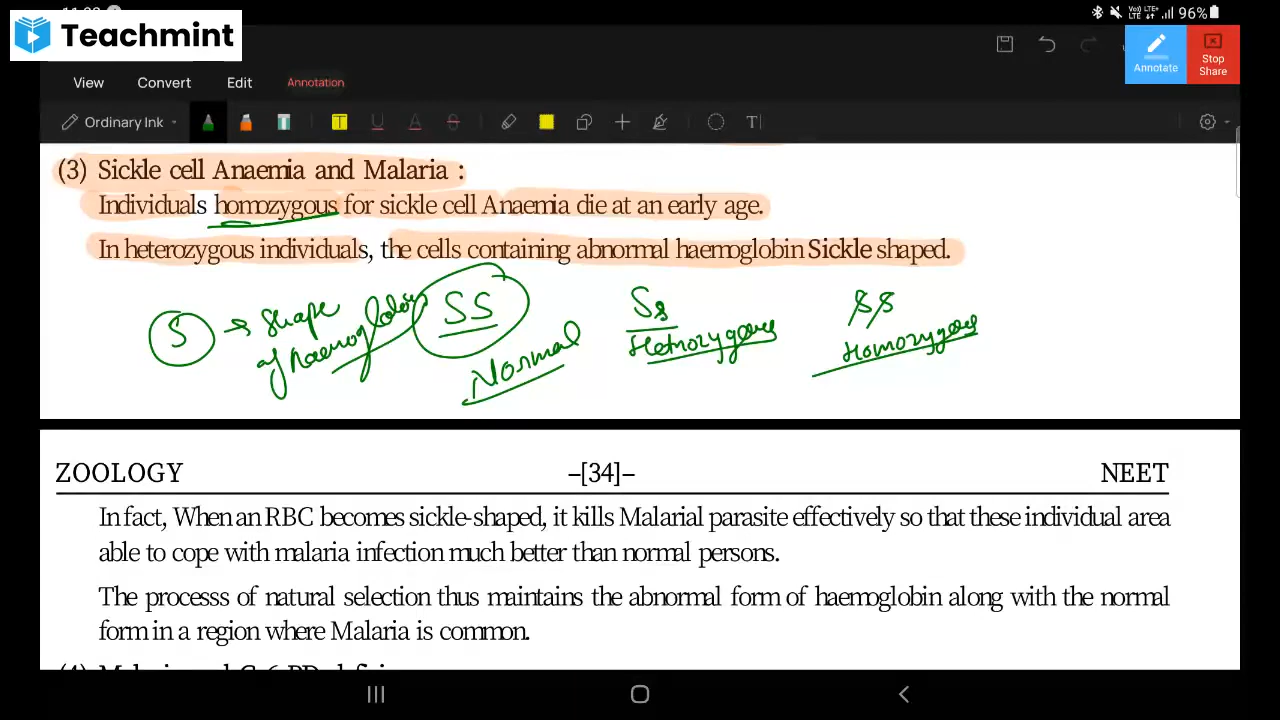 Teachmint
Vo) LTE+
LTE 96%
Annotate
Stop
Share
View Convert Edit Annotation
Ordinary Ink
(3) Sickle cell Anaemia and Malaria :
Individuals homozygous for sickle cell Anaemia die at an early age.
In heterozygous individuals, the cells containing abnormal haemoglobin Sickle shaped.
S → shape
of haemoglobin
SS
Normal
Ss
Hetrozygous
ss
Homozygous
ZOOLOGY –[34]– NEET
In fact, When an RBC becomes sickle-shaped, it kills Malarial parasite effectively so that these individual area
able to cope with malaria infection much better than normal persons.
The processs of natural selection thus maintains the abnormal form of haemoglobin along with the normal
form in a region where Malaria is common.